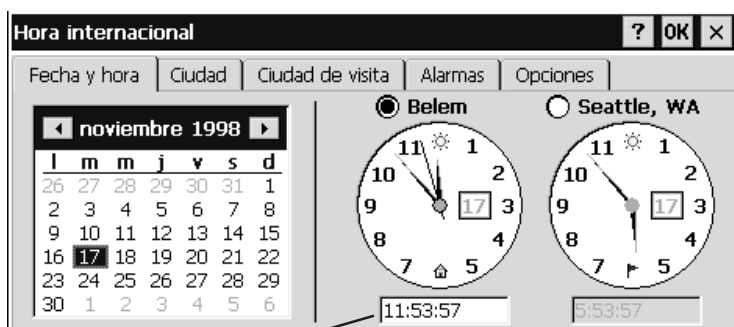 Hora internacional ? OK ×
Fecha y hora Ciudad Ciudad de visita Alarmas Opciones
noviembre 1998
l m m j v s d
26 27 28 29 30 31 1
2 3 4 5 6 7 8
9 10 11 12 13 14 15
16 17 18 19 20 21 22
23 24 25 26 27 28 29
30 1 2 3 4 5 6
Belem
11 1
10 2
9 17 3
8 4
7 5
11:53:57
Seattle, WA
11 1
10 2
9 17 3
8 4
7 5
5:53:57